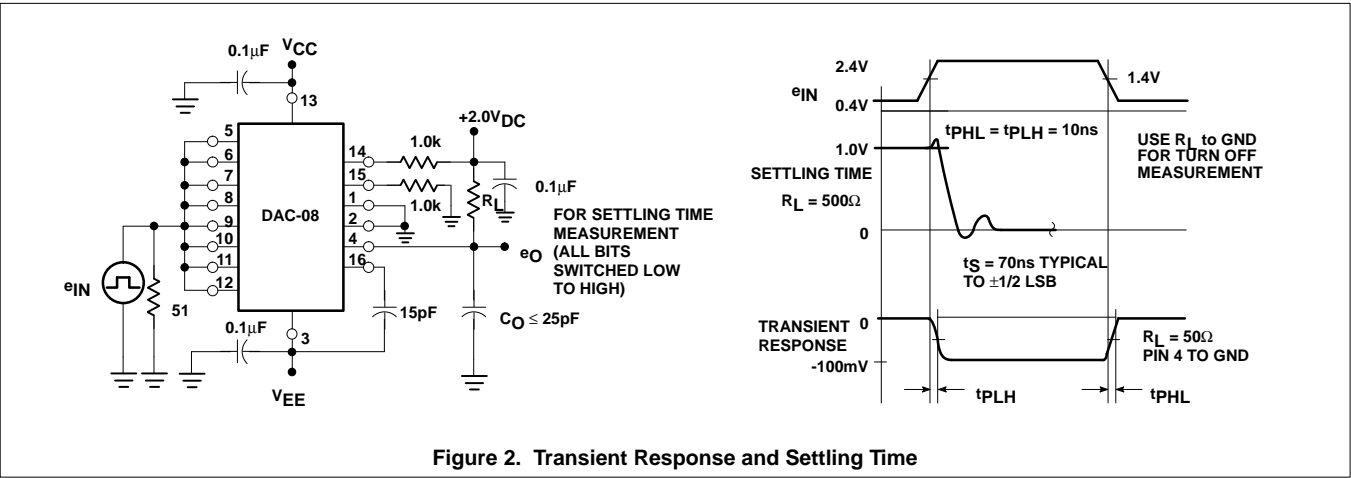 0.1μF
VCC
13
5
6
7
8
9
10
11
12
DAC-08
14
15
1
2
4
16
3
1.0k
1.0k
+2.0VDC
RL
0.1μF
FOR SETTLING TIME
MEASUREMENT
(ALL BITS
SWITCHED LOW
TO HIGH)
eO
eIN
51
0.1μF
15pF
CO ≤ 25pF
VEE
2.4V
eIN
0.4V
1.4V
tPHL = tPLH = 10ns
USE RL to GND
FOR TURN OFF
MEASUREMENT
1.0V
SETTLING TIME
RL = 500Ω
0
tS = 70ns TYPICAL
TO ±1/2 LSB
TRANSIENT
RESPONSE
0
-100mV
RL = 50Ω
PIN 4 TO GND
tPLH
tPHL
Figure 2. Transient Response and Settling Time